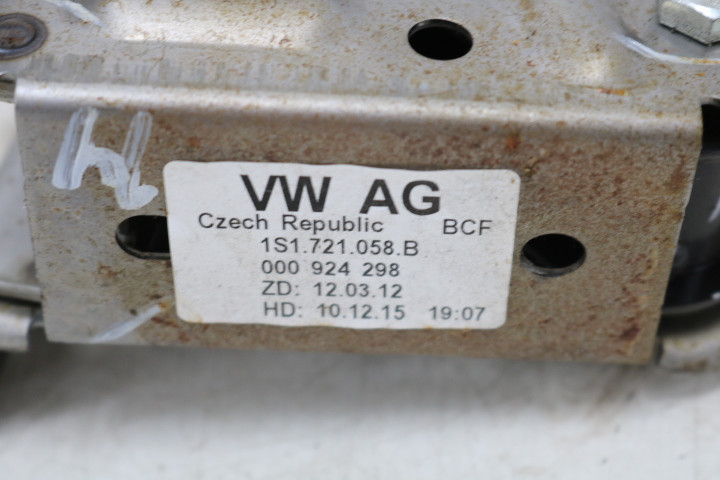 VW AG
Czech Republic BCF
1S1.721.058.B
000 924 298
ZD: 12.03.12
HD: 10.12.15 19:07